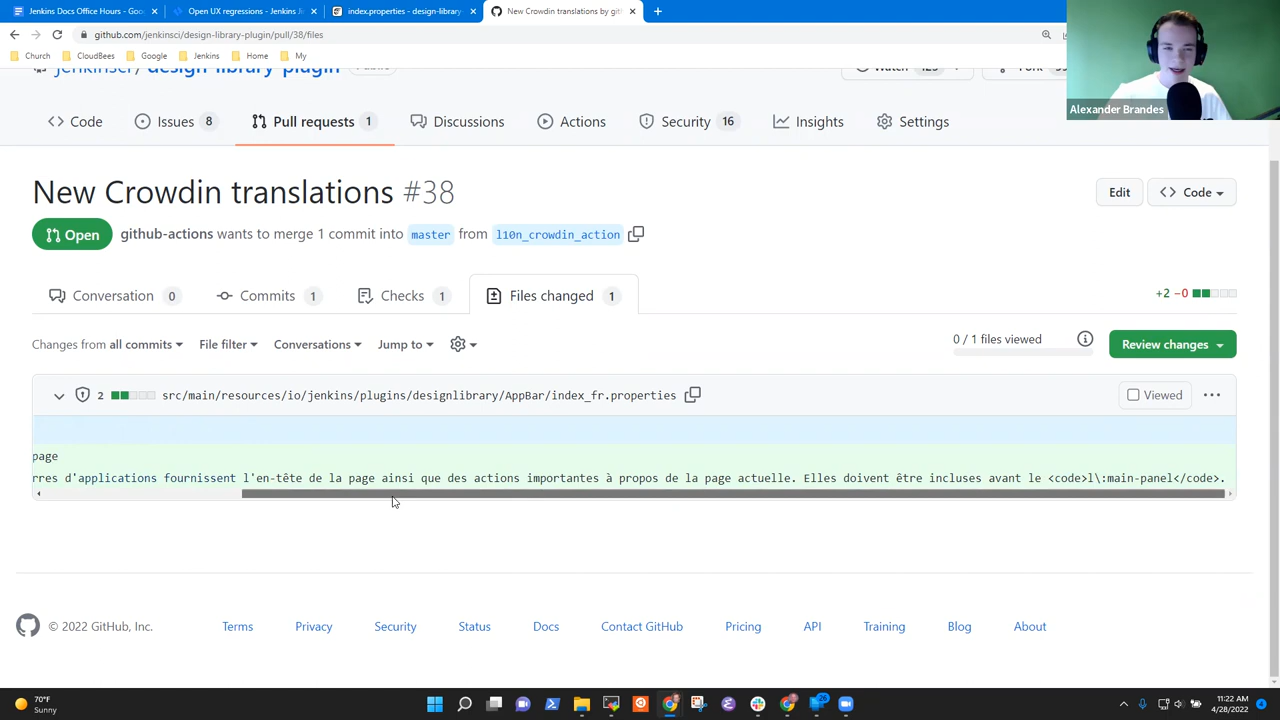 Jenkins Docs Office Hours - Goo
Open UX regressions - Jenkins Ji
index.properties - design-library-
New Crowdin translations by git
github.com/jenkinsci/design-library-plugin/pull/38/files
Church
CloudBees
Google
Jenkins
Home
My
Alexander Brandes
jenkinsci / design-library-plugin
Code
Issues 8
Pull requests 1
Discussions
Actions
Security 16
Insights
Settings
New Crowdin translations #38
Edit
<> Code
Open
github-actions wants to merge 1 commit into master from l10n_crowdin_action
Conversation 0
Commits 1
Checks 1
Files changed 1
+2 −0
Changes from all commits
File filter
Conversations
Jump to
0 / 1 files viewed
Review changes
2
src/main/resources/io/jenkins/plugins/designlibrary/AppBar/index_fr.properties
Viewed
page
rres d'applications fournissent l'en-tête de la page ainsi que des actions importantes à propos de la page actuelle. Elles doivent être incluses avant le <code>l\:main-panel</code>.
© 2022 GitHub, Inc.
Terms
Privacy
Security
Status
Docs
Contact GitHub
Pricing
API
Training
Blog
About
70°F
Sunny
11:22 AM
4/28/2022